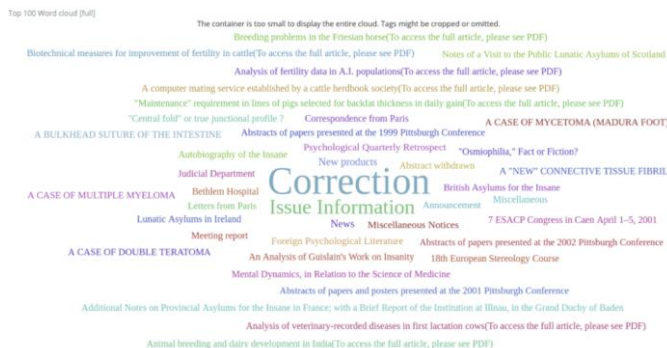 Top 100 Word cloud [full]
The container is too small to display the entire cloud. Tags might be cropped or omitted.
Breeding problems in the Friesian horse(To access the full article, please see PDF)
Biotechnical measures for improvement of fertility in cattle(To access the full article, please see PDF)
Notes of a Visit to the Public Lunatic Asylums of Scotland
Analysis of fertility data in A.I. populations(To access the full article, please see PDF)
A computer mating service established by a cattle herdbook society(To access the full article, please see PDF)
"Maintenance" requirement in lines of pigs selected for backfat thickness in daily gain(To access the full article, please see PDF)
"Central fold" or true junctional profile ?
Correspondence from Paris
A CASE OF MYCETOMA (MADURA FOOT)
A BULKHEAD SUTURE OF THE INTESTINE
Abstracts of papers presented at the 1999 Pittsburgh Conference
Psychological Quarterly Retrospect
"Osmiophilia," Fact or Fiction?
Autobiography of the Insane
New products
Abstract withdrawn
Judicial Department
Correction
A "NEW" CONNECTIVE TISSUE FIBRIL
A CASE OF MULTIPLE MYELOMA
Bethlem Hospital
British Asylums for the Insane
Letters from Paris
Issue Information
Announcement
Miscellaneous
Lunatic Asylums in Ireland
News
Miscellaneous Notices
7 ESACP Congress in Caen April 1–5, 2001
Meeting report
Foreign Psychological Literature
Abstracts of papers presented at the 2002 Pittsburgh Conference
A CASE OF DOUBLE TERATOMA
An Analysis of Guislain's Work on Insanity
18th European Stereology Course
Mental Dynamics, in Relation to the Science of Medicine
Abstracts of papers and posters presented at the 2001 Pittsburgh Conference
Additional Notes on Provincial Asylums for the Insane in France; with a Brief Report of the Institution at Illnau, in the Grand Duchy of Baden
Analysis of veterinary-recorded diseases in first lactation cows(To access the full article, please see PDF)
Animal breeding and dairy development in India(To access the full article, please see PDF)